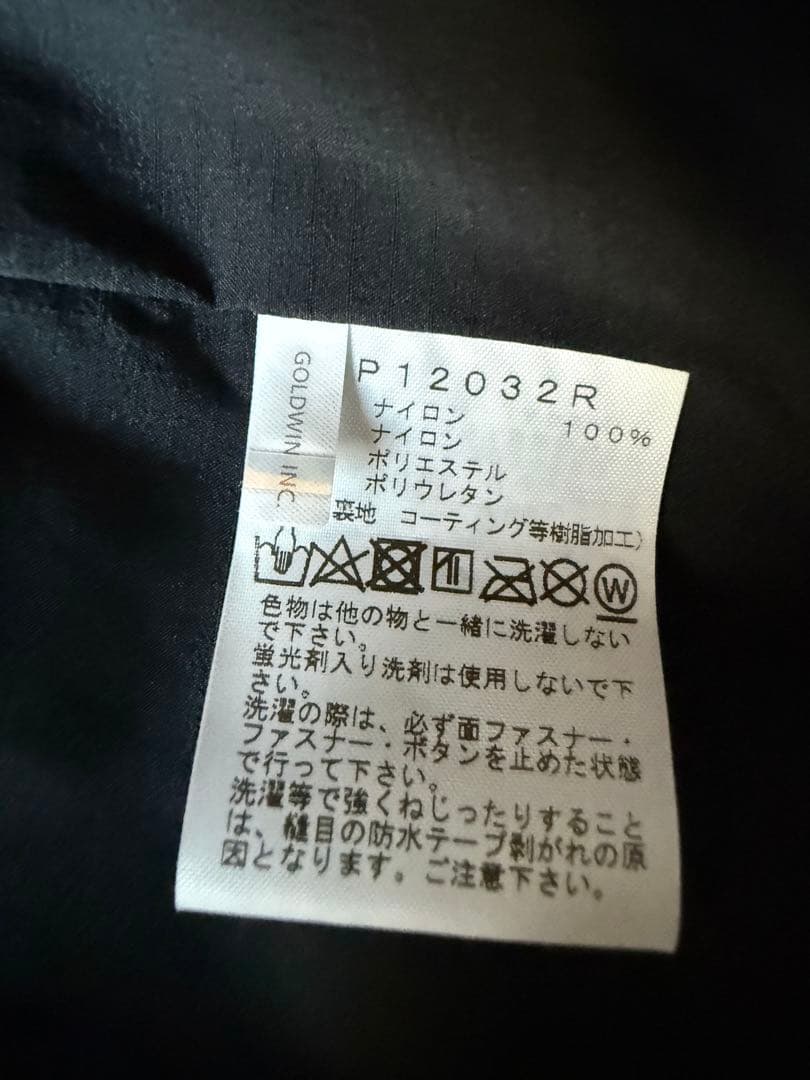 GOLDWIN INC.
P12032R
ナイロン 100%
ナイロン
ポリエステル
ポリウレタン
裏地 コーティング等樹脂加工)
W
色物は他の物と一緒に洗濯しない
で下さい。
蛍光剤入り洗剤は使用しないで下
さい。
洗濯の際は、必ず面ファスナー・
ファスナー・ボタンを止めた状態
で行って下さい。
洗濯等で強くねじったりすること
は、縫目の防水テープ剥がれの原
因となります。ご注意下さい。